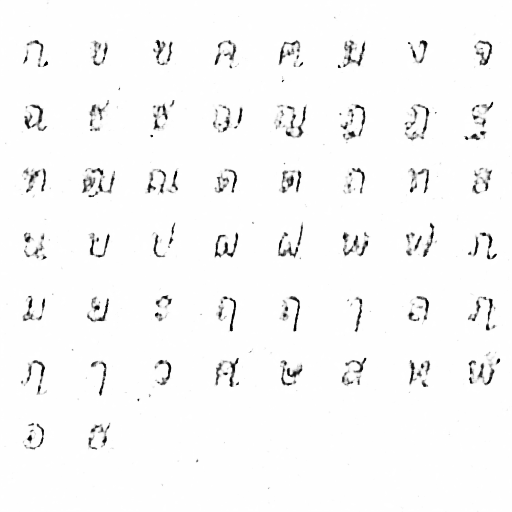 ก ข ฃ ค ฅ ฆ ง จ
ฉ ช ซ ฌ ญ ฎ ฏ ฐ
ฑ ฒ ณ ด ต ถ ท
น บ ป ผ ฝ พ ฟ ภ
ม ย ร ฤ ฤ ๅ ล ฦ
ฦ ๅ ว ศ ษ ส ห ฬ
อ ฮ